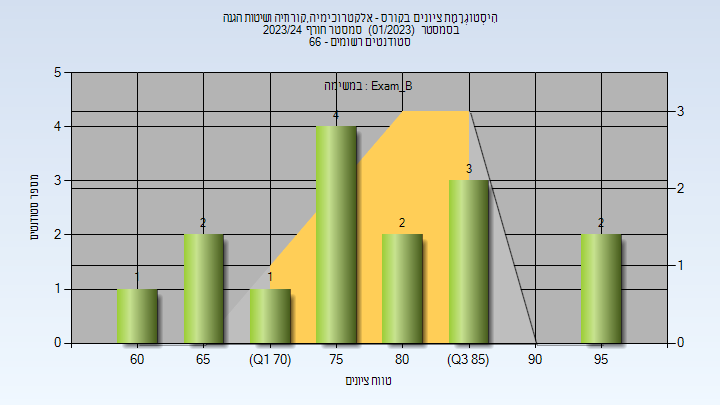 הִיסְטוֹגְרַמַּת ציונים בקורס - אלקטרוכימיה,קורוזיה ושיטות הגנה
בסמסטר (01/2023) סמסטר חורף 2023/24
סטודנטים רשומים - 66
במשימה : Exam_B
5
4
3
2
1
0
3
2
1
0
מספר סטודנטים
1
2
1
4
2
3
2
60
65
(Q1 70)
75
80
(Q3 85)
90
95
טווח ציונים